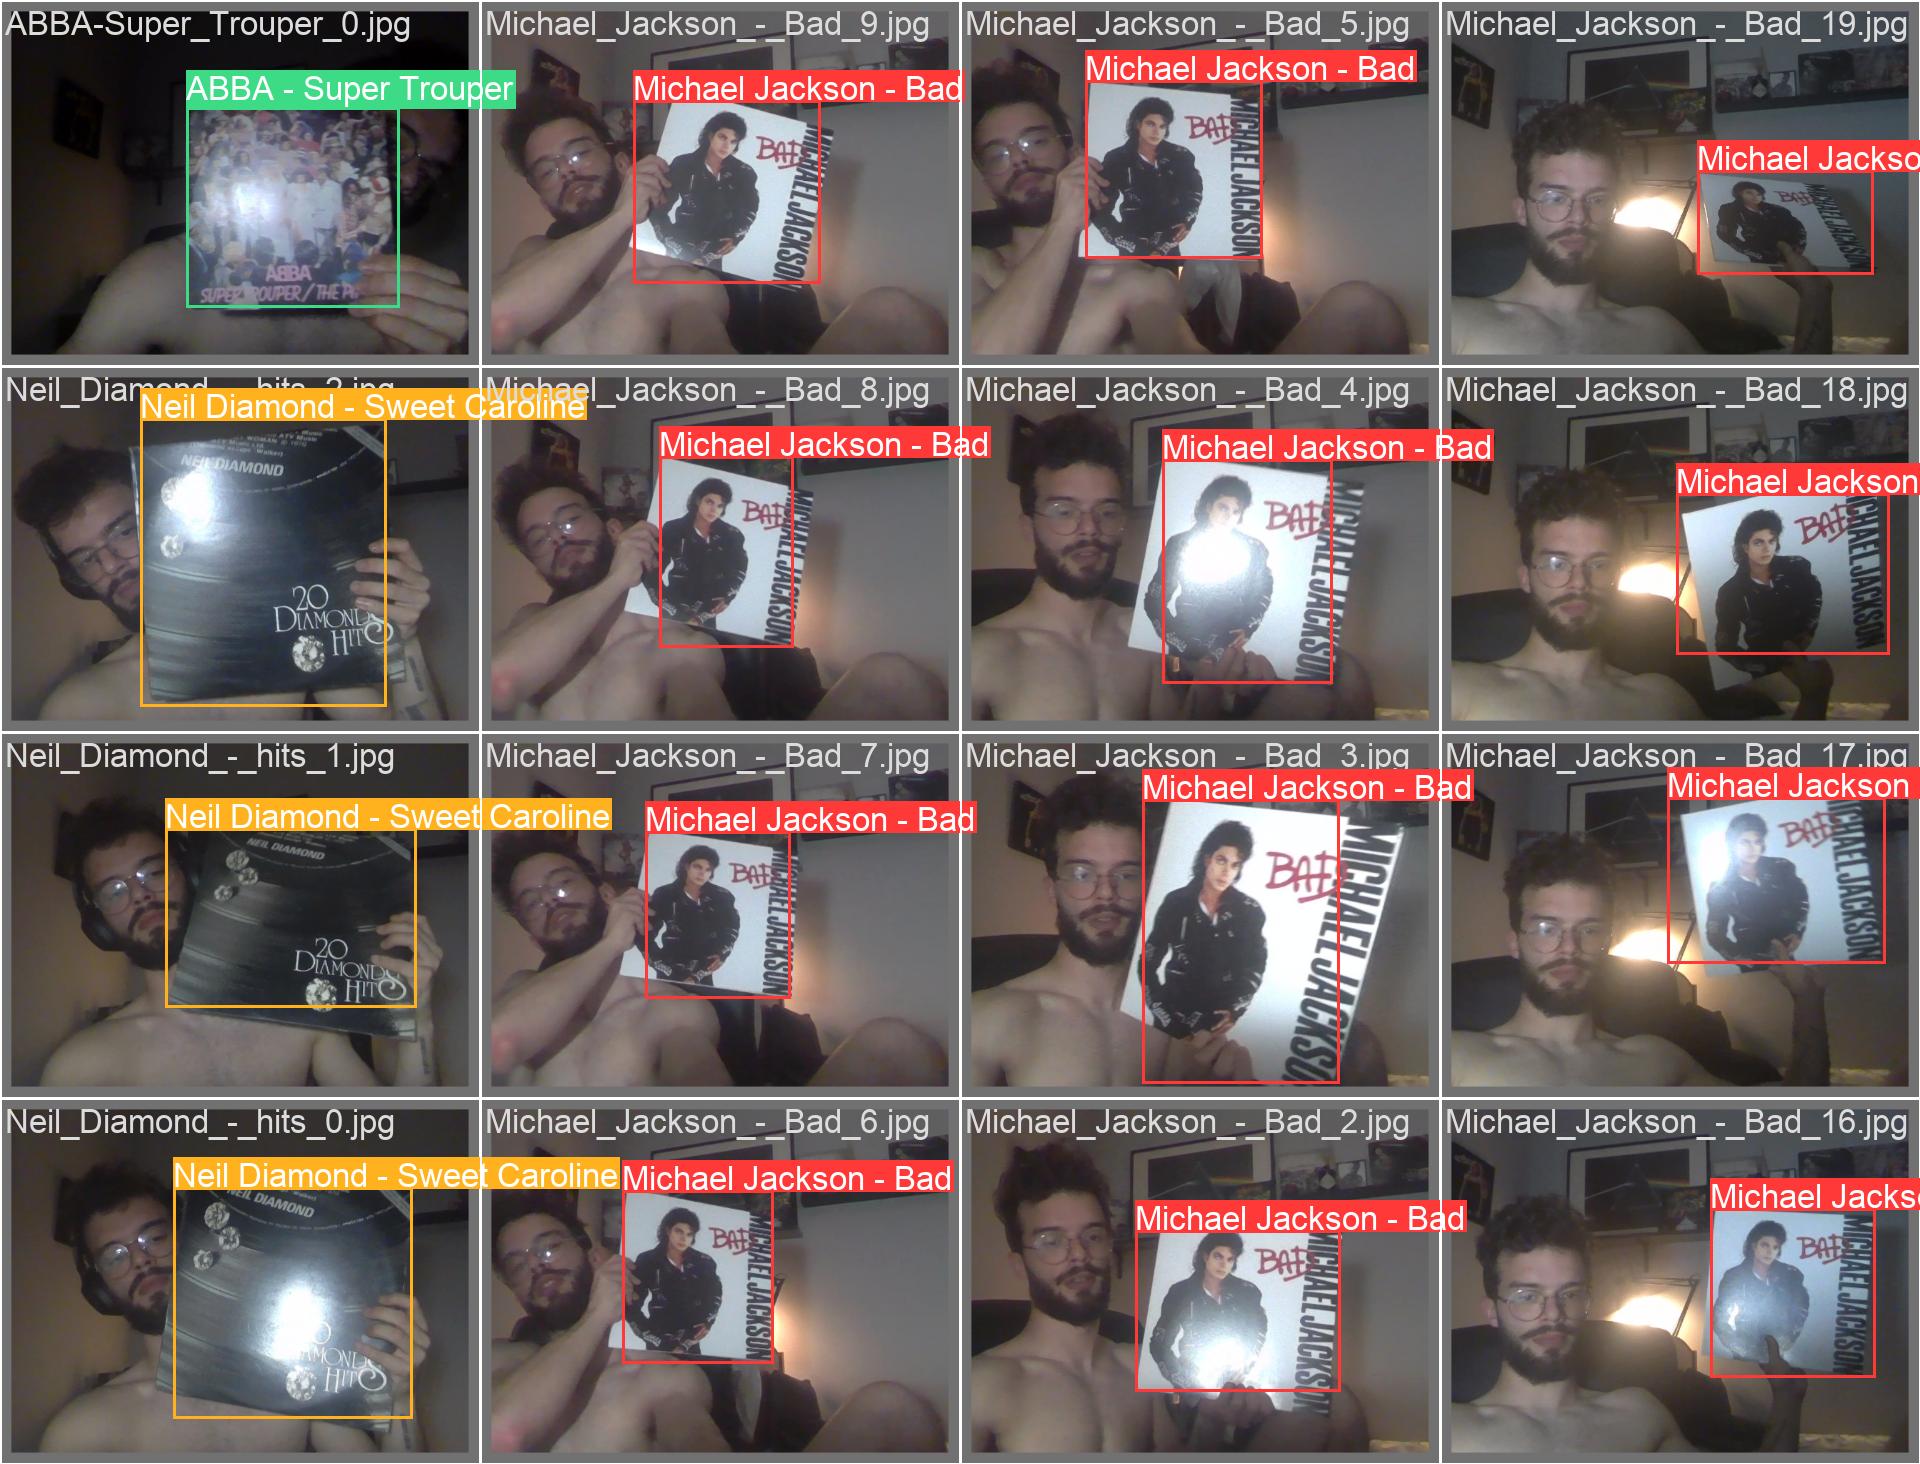 ABBA-Super_Trouper_0.jpg
ABBA - Super Trouper
ABBA
SUPER TROUPER / THE
Michael_Jackson_-_Bad_9.jpg
Michael Jackson - Bad
BAD
MICHAEL JACKSON
Michael_Jackson_-_Bad_5.jpg
Michael Jackson - Bad
BAD
MICHAEL JACKSON
Michael_Jackson_-_Bad_19.jpg
Michael Jackso
BAD
MICHAEL JACKSON
Neil_Diamond_-_hits_2.jpg
Neil Diamond - Sweet Caroline
NEIL DIAMOND
20
DIAMOND
HITS
Michael_Jackson_-_Bad_8.jpg
Michael Jackson - Bad
BAD
MICHAEL JACKSON
Michael_Jackson_-_Bad_4.jpg
Michael Jackson - Bad
BAD
MICHAEL JACKSON
Michael_Jackson_-_Bad_18.jpg
Michael Jackson
BAD
MICHAEL JACKSON
Neil_Diamond_-_hits_1.jpg
Neil Diamond - Sweet Caroline
NEIL DIAMOND
20
DIAMOND
HITS
Michael_Jackson_-_Bad_7.jpg
Michael Jackson - Bad
BAD
MICHAEL JACKSON
Michael_Jackson_-_Bad_3.jpg
Michael Jackson - Bad
BAD
MICHAEL JACKSON
Michael_Jackson_-_Bad_17.jpg
Michael Jackson
BAD
MICHAEL JACKSON
Neil_Diamond_-_hits_0.jpg
Neil Diamond - Sweet Caroline
NEIL DIAMOND
HITS
Michael_Jackson_-_Bad_6.jpg
Michael Jackson - Bad
BAD
MICHAEL JACKSON
Michael_Jackson_-_Bad_2.jpg
Michael Jackson - Bad
BAD
MICHAEL JACKSON
Michael_Jackson_-_Bad_16.jpg
Michael Jackso
BAD
MICHAEL JACKSON